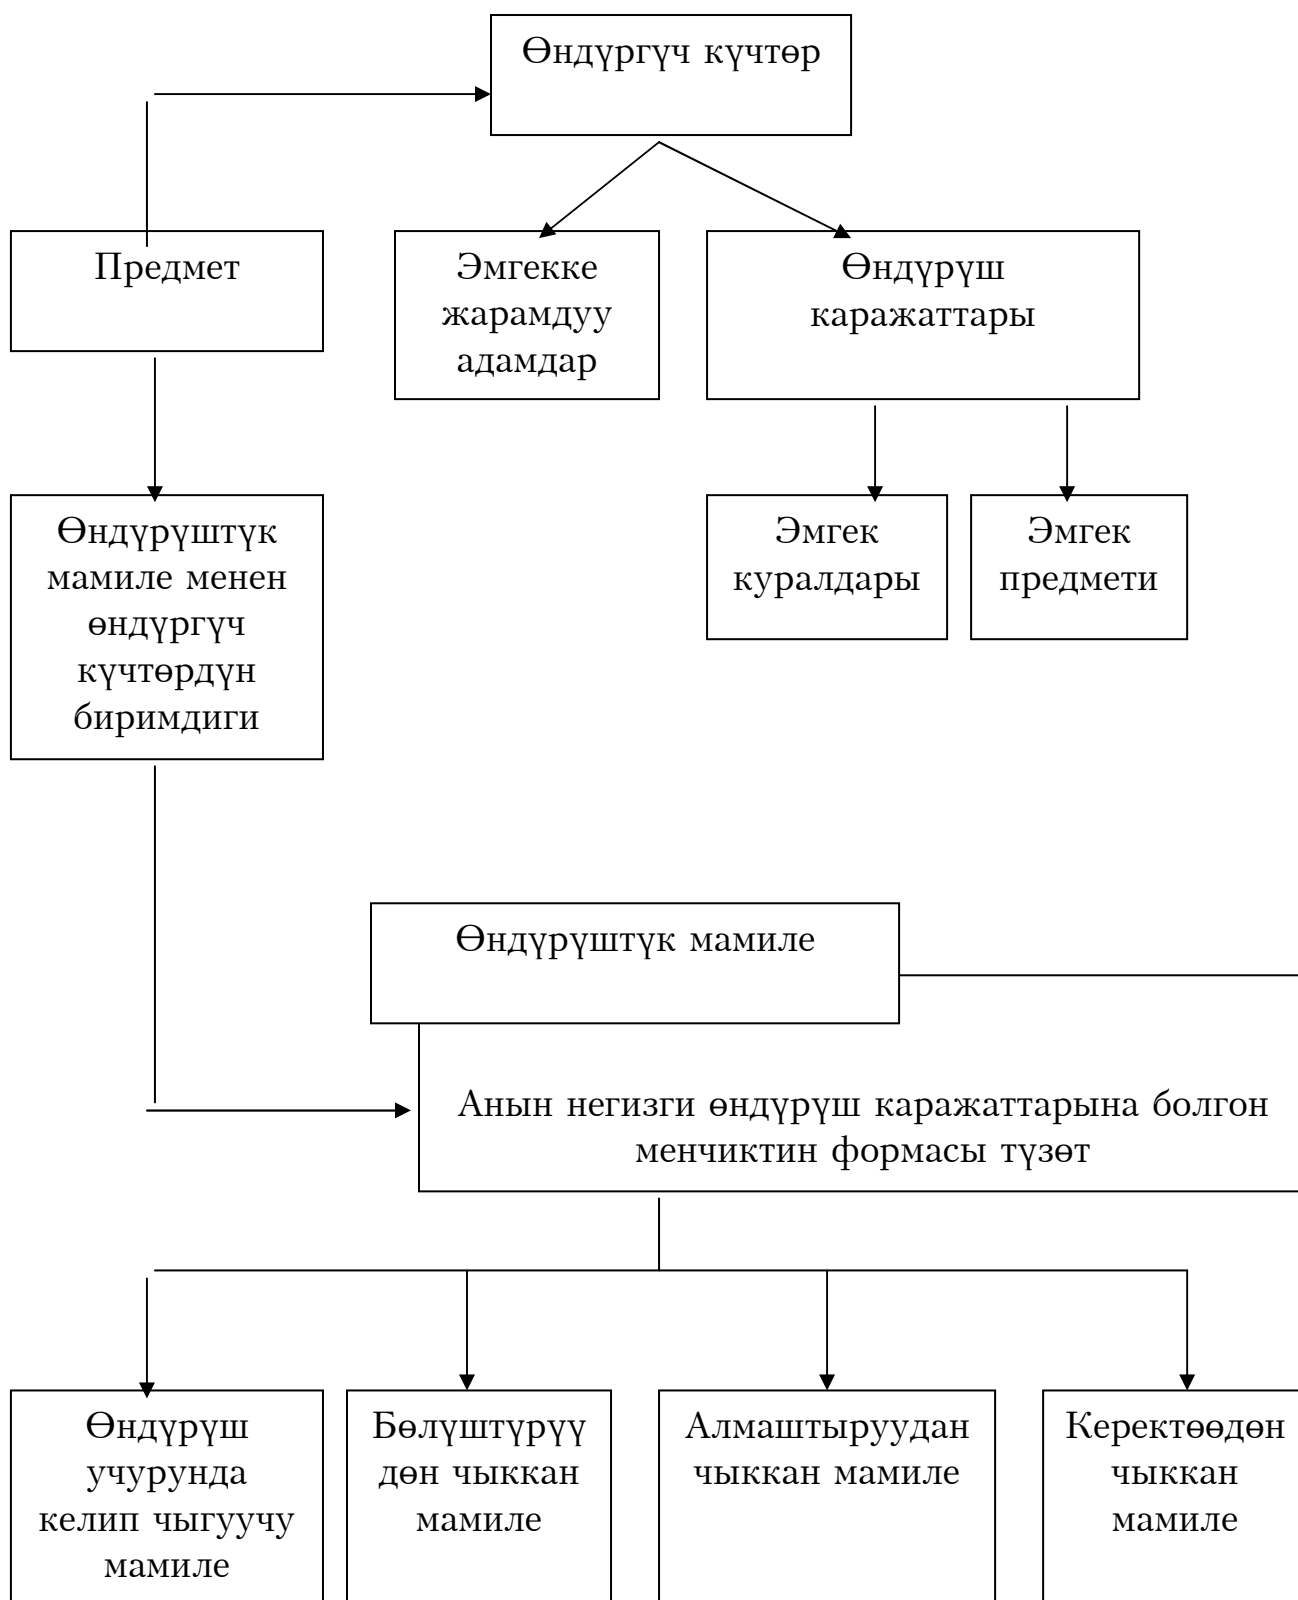 Өндүргүч күчтөр
Предмет
Эмгекке
жарамдуу
адамдар
Өндүрүш
каражаттары
Өндүрүштүк
мамиле менен
өндүргүч
күчтөрдүн
биримдиги
Эмгек
куралдары
Эмгек
предмети
Өндүрүштүк мамиле
Анын негизги өндүрүш каражаттарына болгон
менчиктин формасы түзөт
Өндүрүш
учурунда
келип чыгуучу
мамиле
Бөлүштүрүү
дөн чыккан
мамиле
Алмаштыруудан
чыккан мамиле
Керектөөдөн
чыккан
мамиле